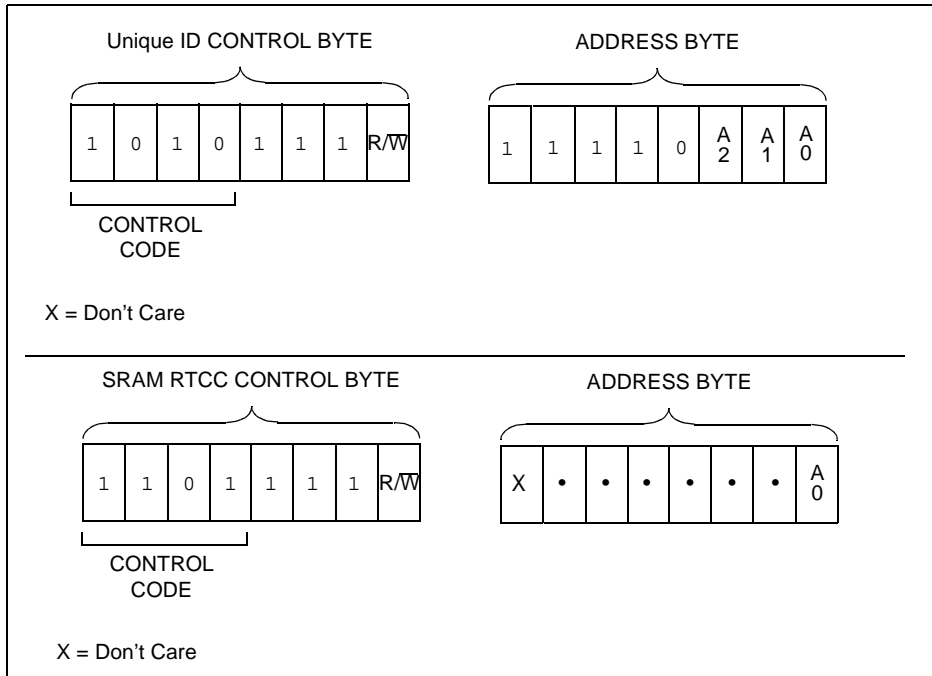 Unique ID CONTROL BYTE
ADDRESS BYTE
1 0 1 0 1 1 1 R/W̅
1 1 1 1 0 A2 A1 A0
CONTROL
CODE
X = Don't Care
SRAM RTCC CONTROL BYTE
ADDRESS BYTE
1 1 0 1 1 1 1 R/W̅
X • • • • • • A0
CONTROL
CODE
X = Don't Care